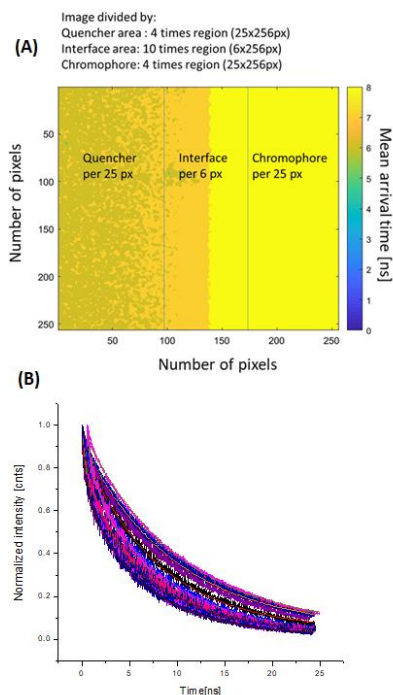 Image divided by:
Quencher area : 4 times region (25x256px)
Interface area: 10 times region (6x256px)
Chromophore: 4 times region (25x256px)
(A)
Number of pixels
50
100
150
200
250
Quencher
per 25 px
Interface
per 6 px
Chromophore
per 25 px
50
100
150
200
250
Number of pixels
8
7
6
5
4
3
2
1
0
Mean arrival time [ns]
(B)
Normalized intensity [cnts]
1.0
0.8
0.6
0.4
0.2
0.0
0
5
10
15
20
25
Time[ns]